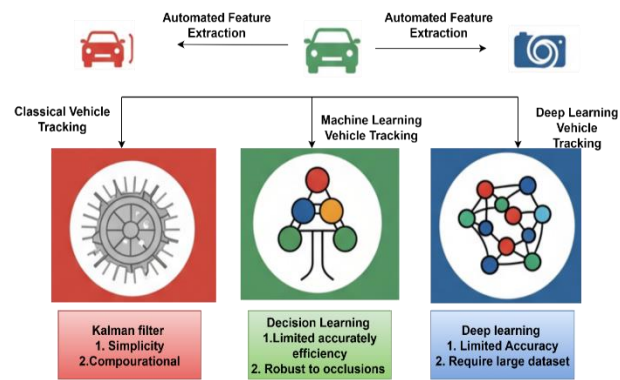 Automated Feature
Extraction
Automated Feature
Extraction
Classical Vehicle
Tracking
Machine Learning
Vehicle Tracking
Deep Learning
Vehicle
Tracking
Kalman filter
1. Simplicity
2.Compourational
Decision Learning
1.Limited accurately
efficiency
2. Robust to occlusions
Deep learning
1. Limited Accuracy
2. Require large dataset